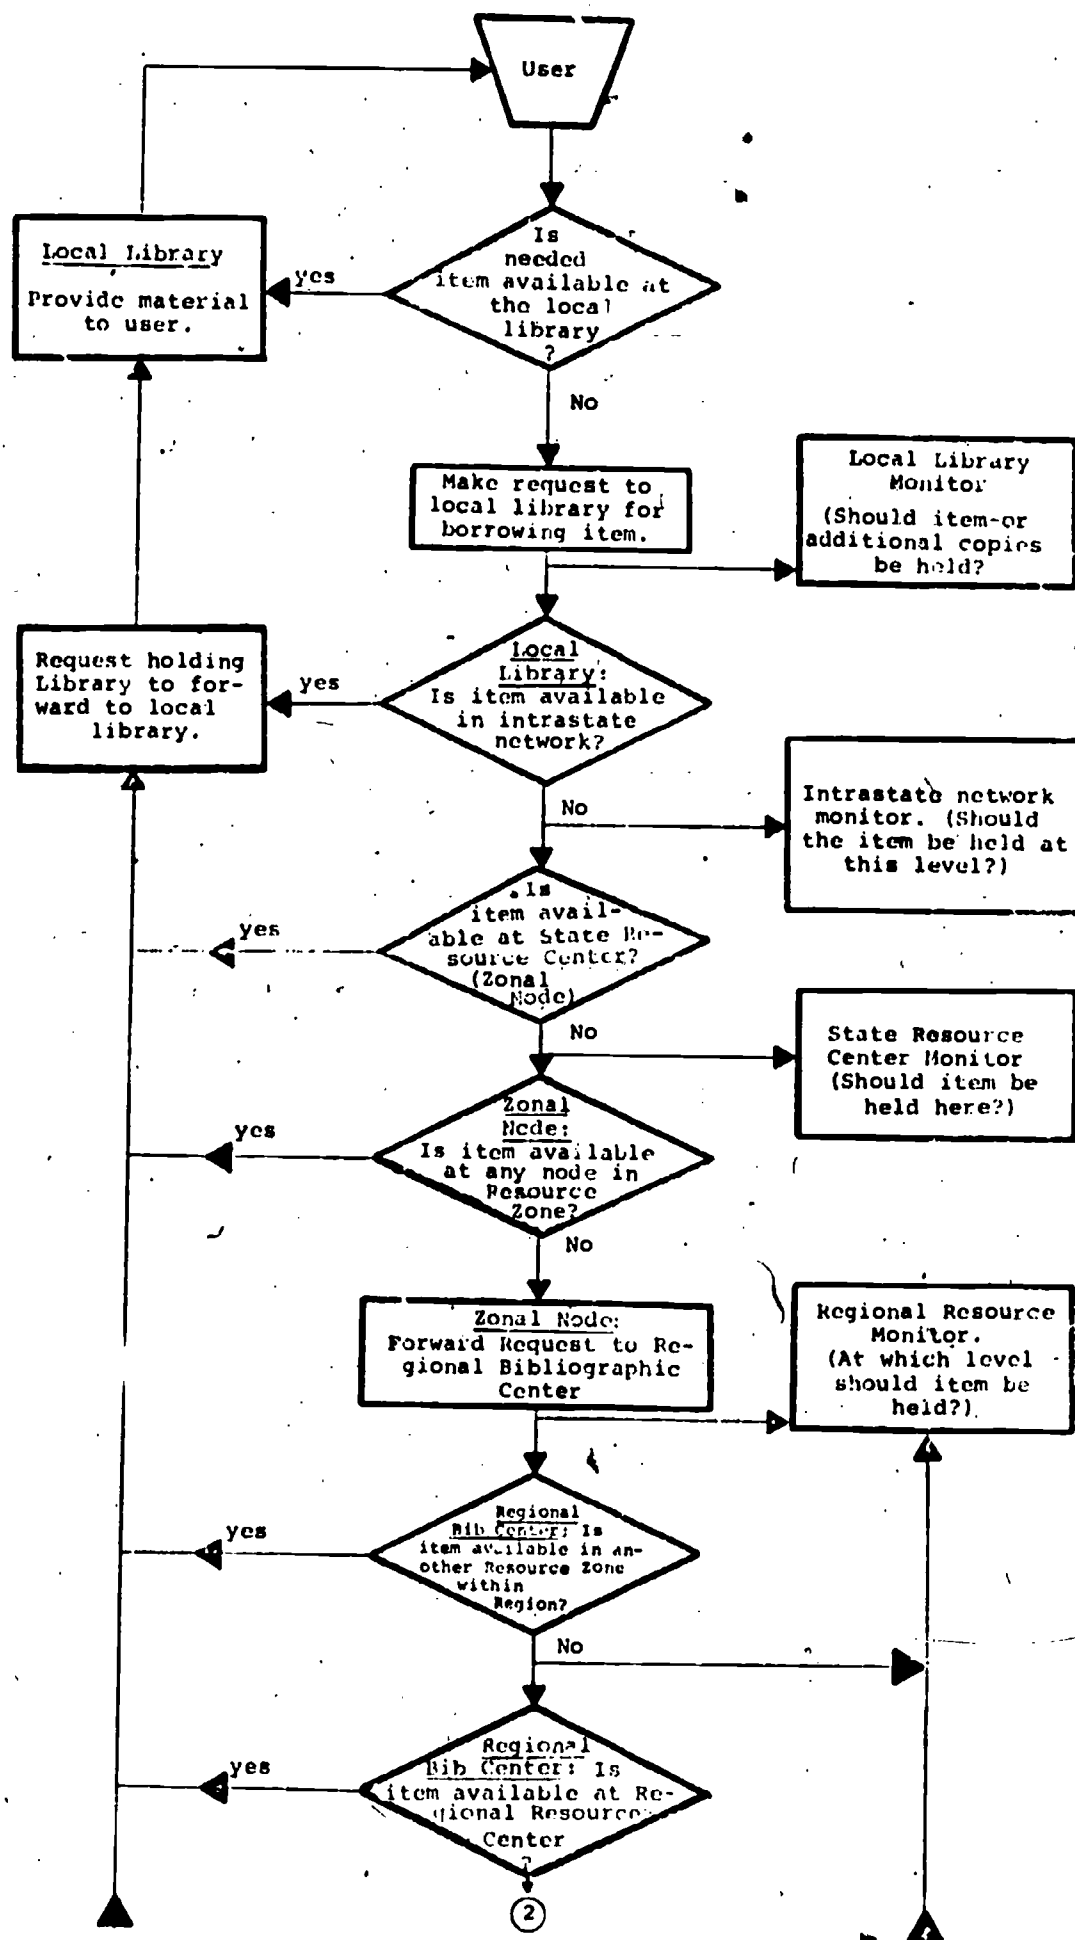 User
Is
needed
item available at
the local
library
?
yes
Local Library
Provide material
to user.
No
Make request to
local library for
borrowing item.
Local Library
Monitor
(Should item or
additional copies
be held?
Local
Library:
Is item available
in intrastate
network?
yes
Request holding
Library to for-
ward to local
library.
No
Intrastate network
monitor. (Should
the item be held at
this level?)
Is
item avail-
able at State Re-
source Center?
(Zonal
Node)
yes
No
State Resource
Center Monitor
(Should item be
held here?)
Zonal
Node:
Is item available
at any node in
Resource
Zone?
yes
No
Zonal Node:
Forward Request to Re-
gional Bibliographic
Center
Regional Resource
Monitor.
(At which level
should item be
held?)
Regional
Bib Center: Is
item available in an-
other Resource Zone
within
Region?
yes
No
Regional
Bib Center: Is
item available at Re-
gional Resource
Center
?
yes
2